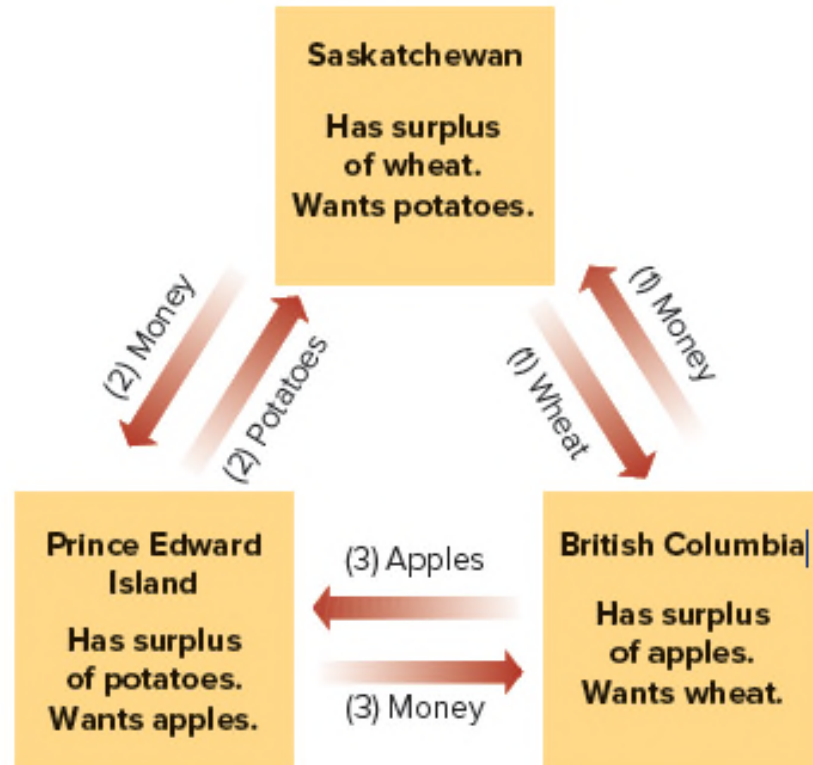 Saskatchewan
Has surplus
of wheat.
Wants potatoes.
(2) Money
(2) Potatoes
(1) Money
(1) Wheat
Prince Edward
Island
Has surplus
of potatoes.
Wants apples.
(3) Apples
(3) Money
British Columbia
Has surplus
of apples.
Wants wheat.